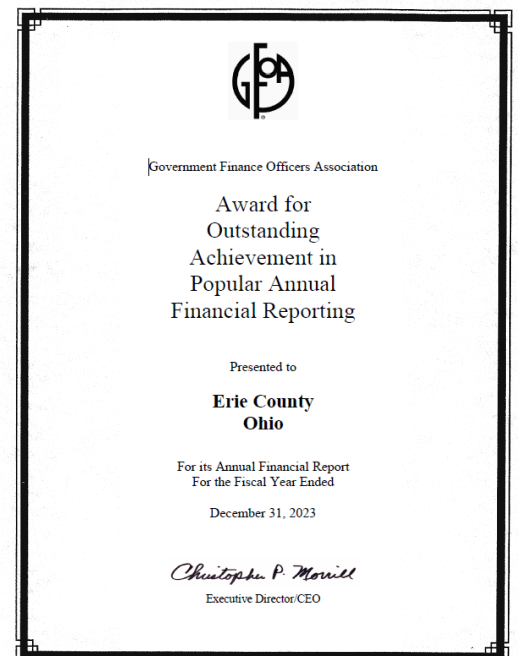 GFOA
Government Finance Officers Association
Award for
Outstanding
Achievement in
Popular Annual
Financial Reporting
Presented to
Erie County
Ohio
For its Annual Financial Report
For the Fiscal Year Ended
December 31, 2023
Christopher P. Morrill
Executive Director/CEO